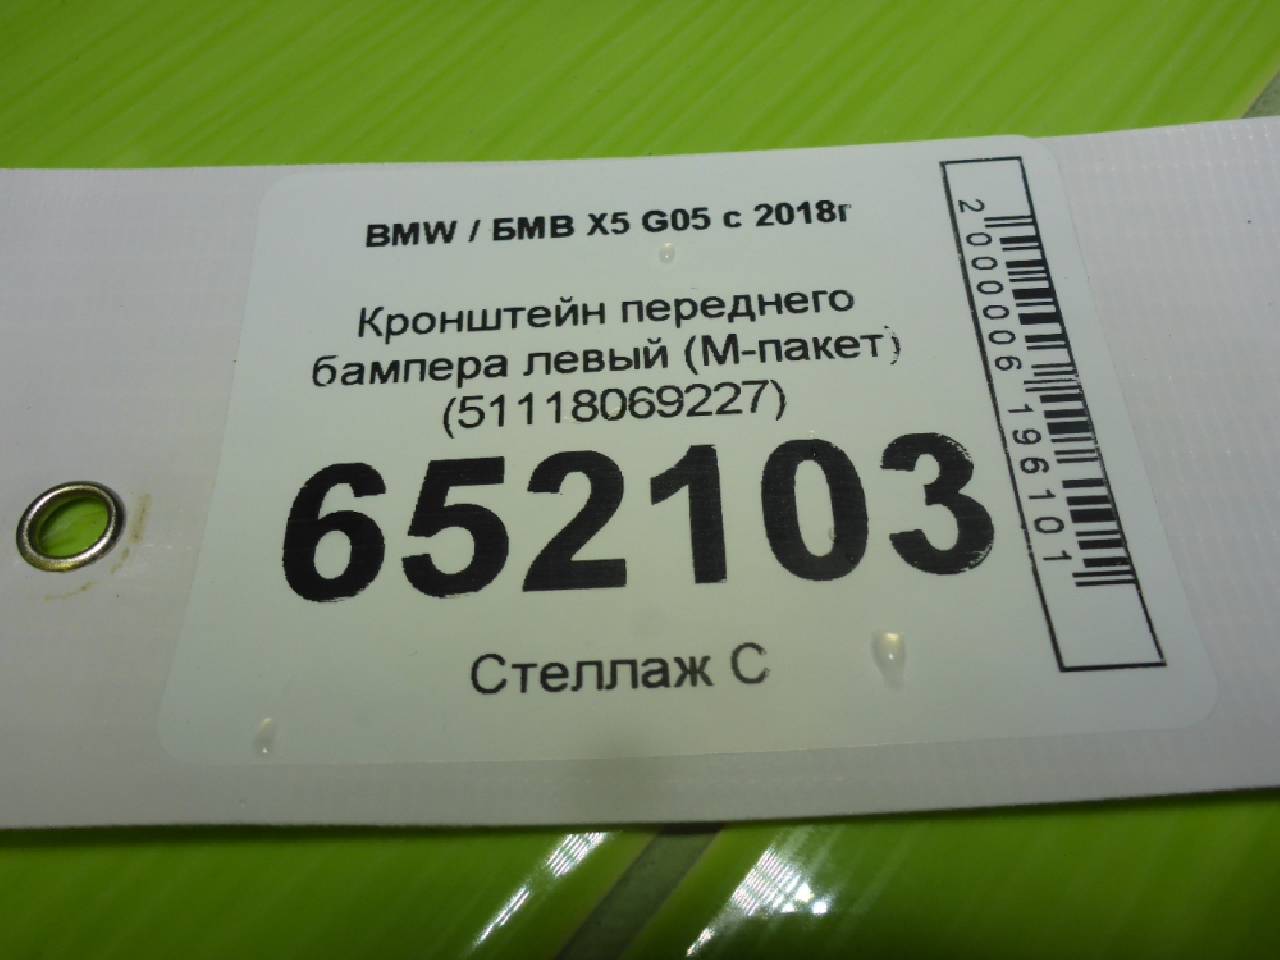 BMW / БМВ X5 G05 с 2018г
Кронштейн переднего
бампера левый (М-пакет)
(51118069227)
652103
Стеллаж С
2000006196101